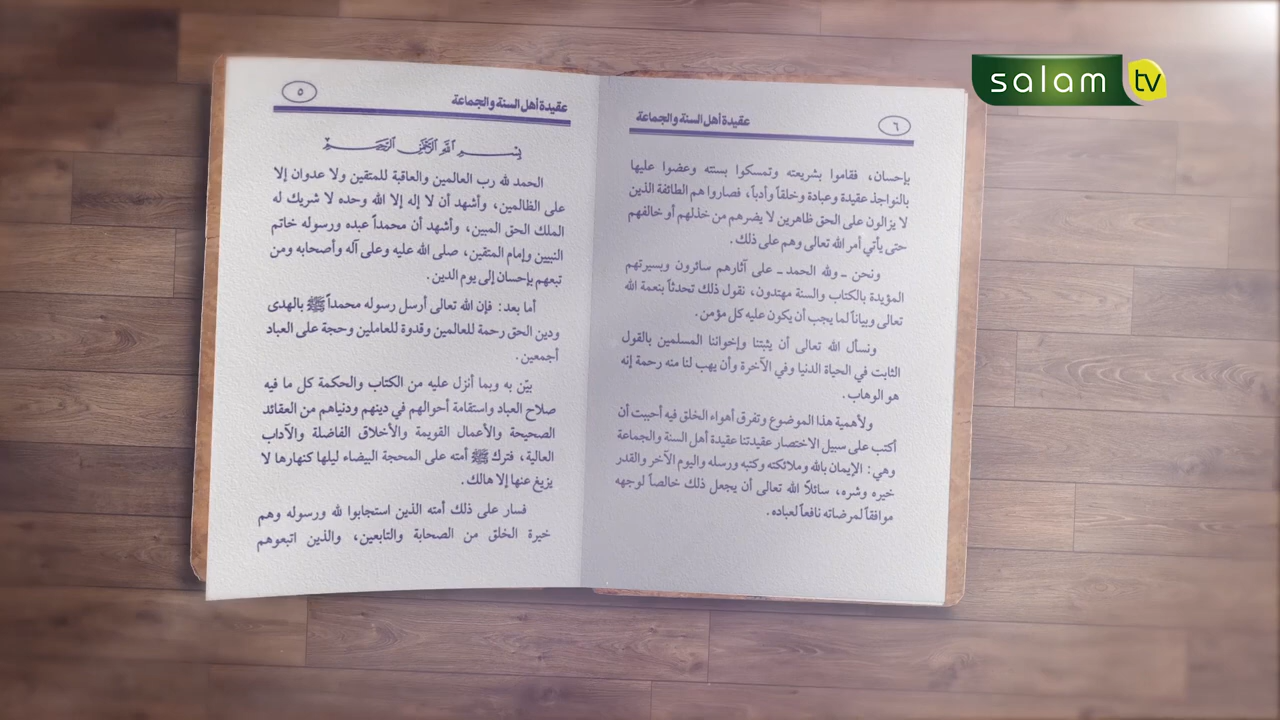 salam tv
٥
عقيدة أهل السنة والجماعة
بسم الله الرحمن الرحيم
الحمد لله رب العالمين والعاقبة للمتقين ولا عدوان إلا
على الظالمين، وأشهد أن لا إله إلا الله وحده لا شريك له
الملك الحق المبين، وأشهد أن محمداً عبده ورسوله خاتم
النبيين وإمام المتقين، صلى الله عليه وعلى آله وأصحابه ومن
تبعهم بإحسان إلى يوم الدين.
أما بعد: فإن الله تعالى أرسل رسوله محمداً ﷺ بالهدى
ودين الحق رحمة للعالمين وقدوة للعاملين وحجة على العباد
أجمعين.
بيّن به وبما أنزل عليه من الكتاب والحكمة كل ما فيه
صلاح العباد واستقامة أحوالهم في دينهم ودنياهم من العقائد
الصحيحة والأعمال القويمة والأخلاق الفاضلة والآداب
العالية، فترك ﷺ أمته على المحجة البيضاء ليلها كنهارها لا
يزيغ عنها إلا هالك.
فسار على ذلك أمته الذين استجابوا لله ورسوله وهم
خيرة الخلق من الصحابة والتابعين، والذين اتبعوهم
عقيدة أهل السنة والجماعة
٦
بإحسان، فقاموا بشريعته وتمسكوا بسنته وعضوا عليها
بالنواجذ عقيدة وعبادة وخلقاً وأدباً، فصاروا هم الطائفة الذين
لا يزالون على الحق ظاهرين لا يضرهم من خذلهم أو خالفهم
حتى يأتي أمر الله تعالى وهم على ذلك.
ونحن ـ ولله الحمد ـ على آثارهم سائرون وبسيرتهم
المؤيدة بالكتاب والسنة مهتدون، نقول ذلك تحدثاً بنعمة الله
تعالى وبياناً لما يجب أن يكون عليه كل مؤمن.
ونسأل الله تعالى أن يثبتنا وإخواننا المسلمين بالقول
الثابت في الحياة الدنيا وفي الآخرة وأن يهب لنا منه رحمة إنه
هو الوهاب.
ولأهمية هذا الموضوع وتفرق أهواء الخلق فيه أحببت أن
أكتب على سبيل الاختصار عقيدتنا عقيدة أهل السنة والجماعة
وهي: الإيمان بالله وملائكته وكتبه ورسله واليوم الآخر والقدر
خيره وشره، سائلاً الله تعالى أن يجعل ذلك خالصاً لوجهه
موافقاً لمرضاته نافعاً لعباده.